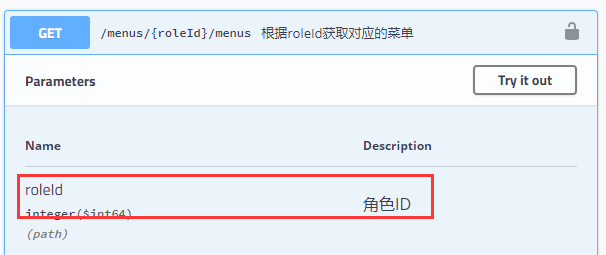 GET /menus/{roleId}/menus 根据roleId获取对应的菜单
Parameters Try it out
Name Description
roleId
角色ID
integer($int64)
(path)